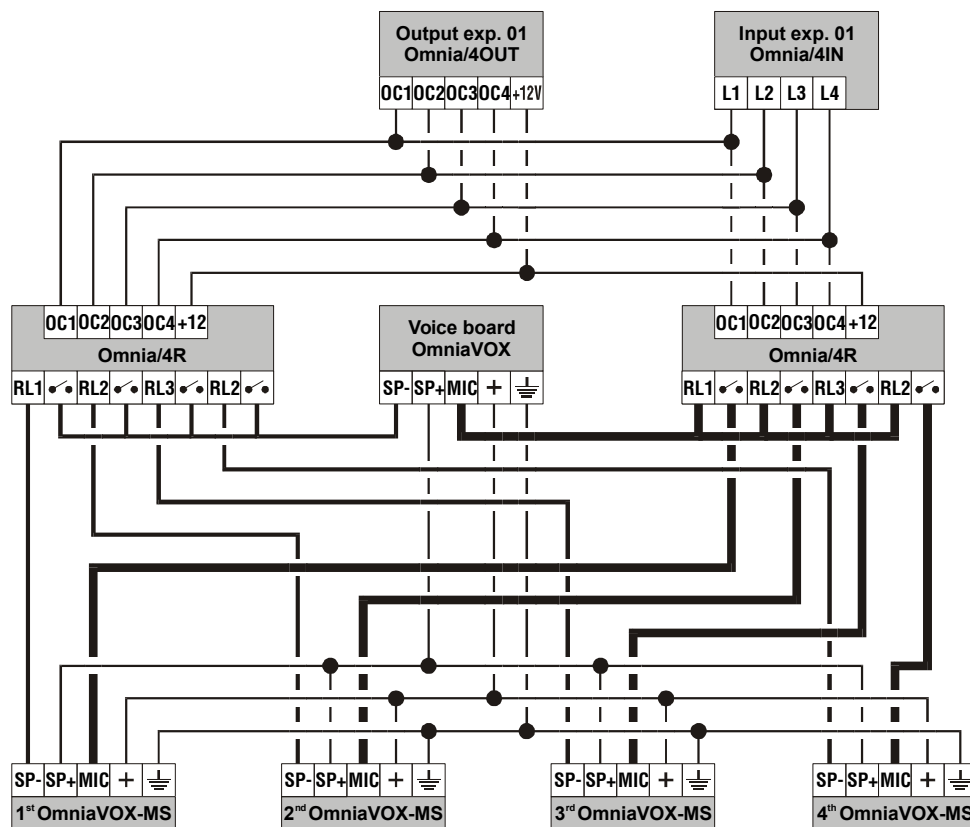 Output exp. 01
Omnia/4OUT
OC1 OC2 OC3 OC4 +12V
Input exp. 01
Omnia/4IN
L1 L2 L3 L4
OC1 OC2 OC3 OC4 +12
Omnia/4R
RL1 RL2 RL3 RL2
Voice board
OmniaVOX
SP- SP+ MIC +
OC1 OC2 OC3 OC4 +12
Omnia/4R
RL1 RL2 RL3 RL2
SP- SP+ MIC +
1st OmniaVOX-MS
SP- SP+ MIC +
2nd OmniaVOX-MS
SP- SP+ MIC +
3rd OmniaVOX-MS
SP- SP+ MIC +
4th OmniaVOX-MS